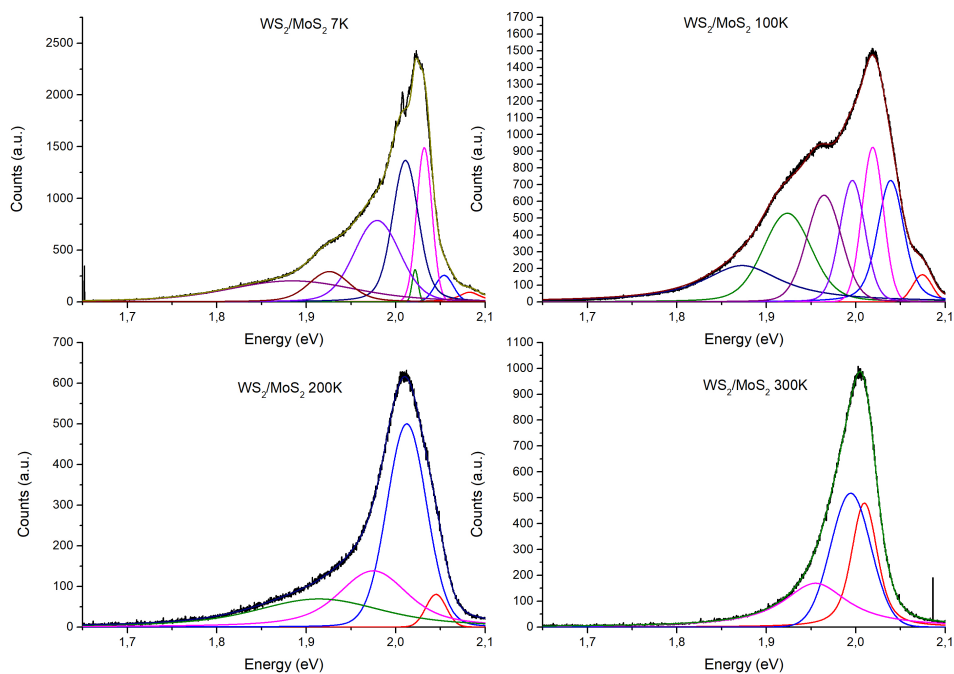 WS2/MoS2 7K
Counts (a.u.)
2500
2000
1500
1000
500
0
1,7 1,8 1,9 2,0 2,1
Energy (eV)
WS2/MoS2 100K
Counts (a.u.)
1700
1600
1500
1400
1300
1200
1100
1000
900
800
700
600
500
400
300
200
100
0
1,7 1,8 1,9 2,0 2,1
Energy (eV)
WS2/MoS2 200K
Counts (a.u.)
700
600
500
400
300
200
100
0
1,7 1,8 1,9 2,0 2,1
Energy (eV)
WS2/MoS2 300K
Counts (a.u.)
1100
1000
900
800
700
600
500
400
300
200
100
0
1,7 1,8 1,9 2,0 2,1
Energy (eV)